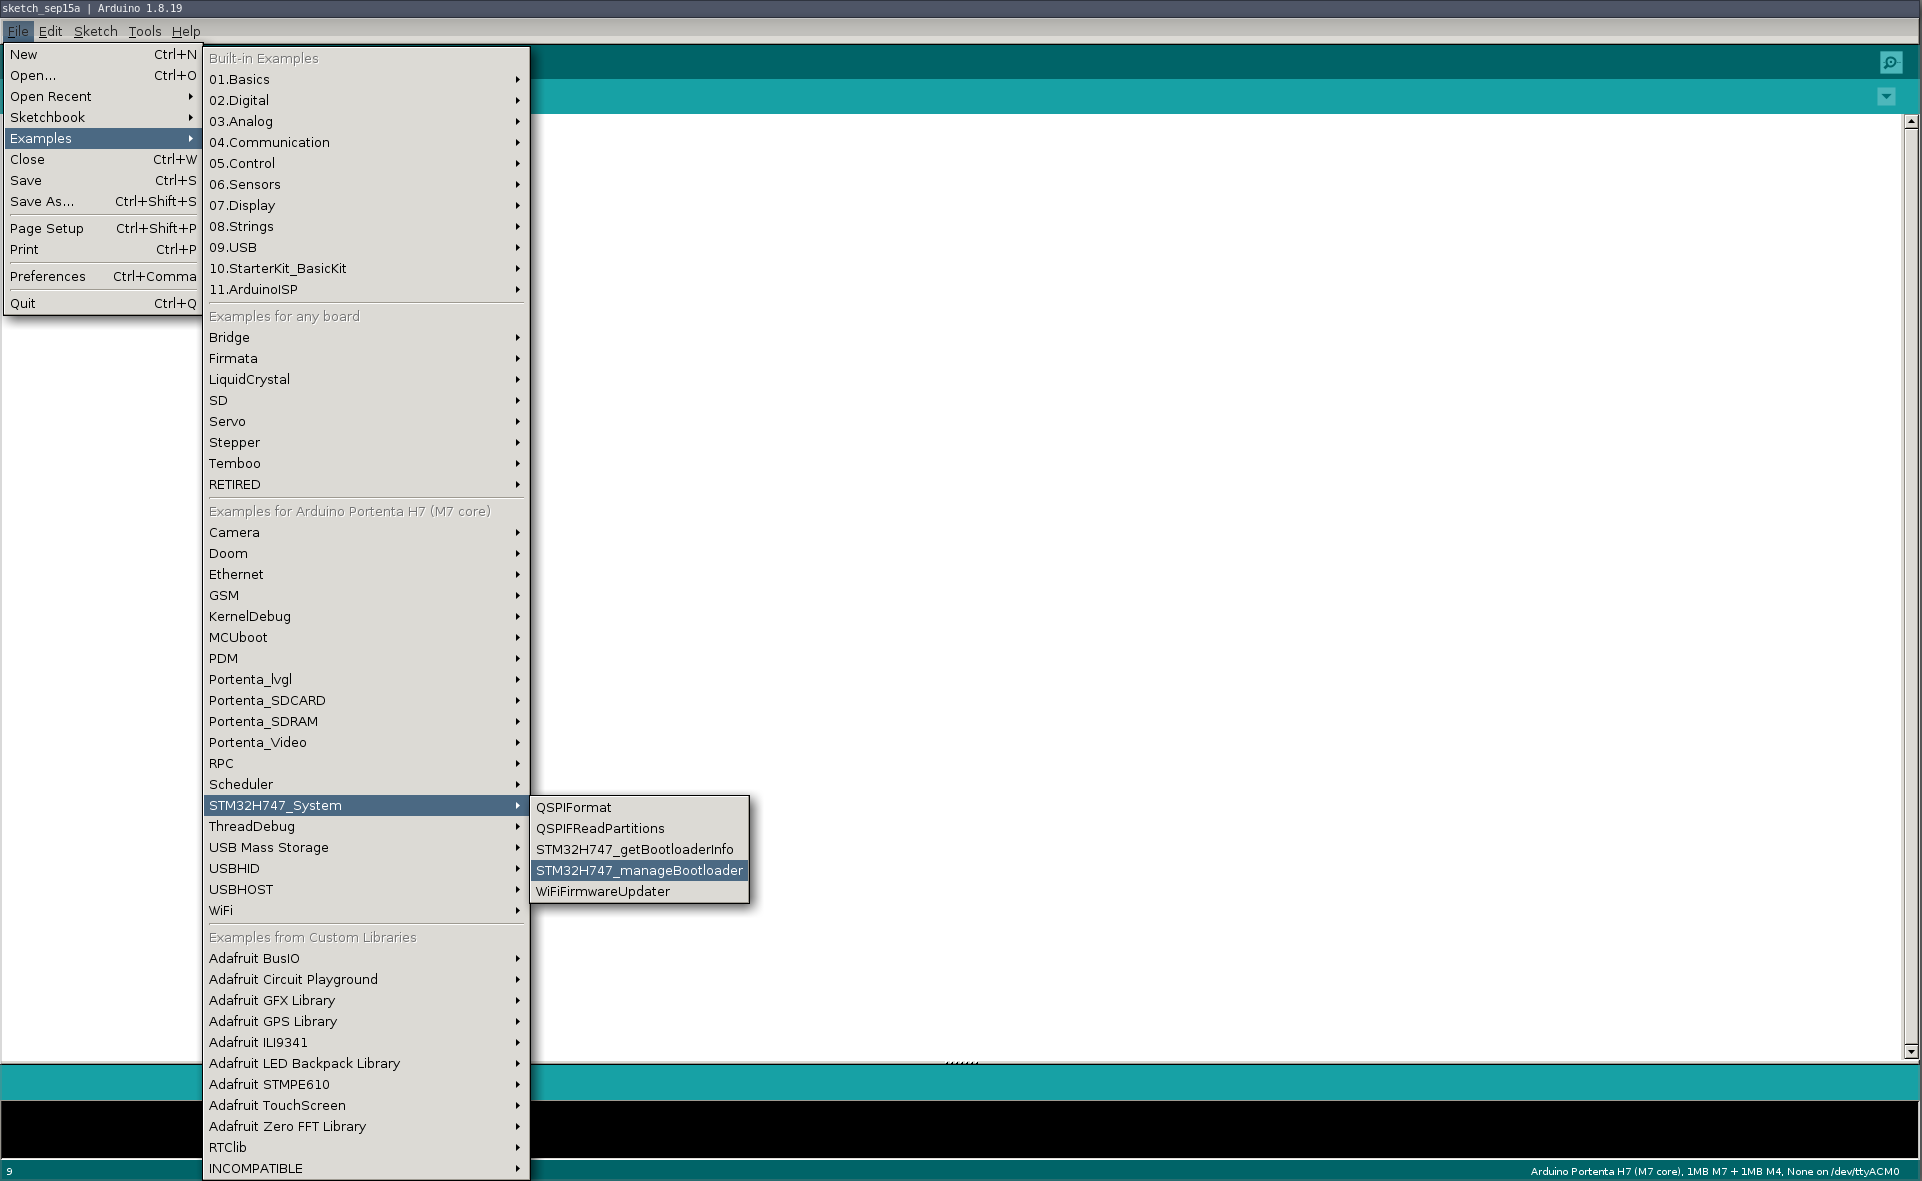 sketch_sep15a | Arduino 1.8.19
File Edit Sketch Tools Help
New Ctrl+N
Open... Ctrl+O
Open Recent
Sketchbook
Examples
Close Ctrl+W
Save Ctrl+S
Save As... Ctrl+Shift+S
Page Setup Ctrl+Shift+P
Print Ctrl+P
Preferences Ctrl+Comma
Quit Ctrl+Q
Built-in Examples
01.Basics
02.Digital
03.Analog
04.Communication
05.Control
06.Sensors
07.Display
08.Strings
09.USB
10.StarterKit_BasicKit
11.ArduinoISP
Examples for any board
Bridge
Firmata
LiquidCrystal
SD
Servo
Stepper
Temboo
RETIRED
Examples for Arduino Portenta H7 (M7 core)
Camera
Doom
Ethernet
GSM
KernelDebug
MCUboot
PDM
Portenta_lvgl
Portenta_SDCARD
Portenta_SDRAM
Portenta_Video
RPC
Scheduler
STM32H747_System
ThreadDebug
USB Mass Storage
USBHID
USBHOST
WiFi
Examples from Custom Libraries
Adafruit BusIO
Adafruit Circuit Playground
Adafruit GFX Library
Adafruit GPS Library
Adafruit ILI9341
Adafruit LED Backpack Library
Adafruit STMPE610
Adafruit TouchScreen
Adafruit Zero FFT Library
RTClib
INCOMPATIBLE
QSPIFormat
QSPIFReadPartitions
STM32H747_getBootloaderInfo
STM32H747_manageBootloader
WiFiFirmwareUpdater
9
Arduino Portenta H7 (M7 core), 1MB M7 + 1MB M4, None on /dev/ttyACM0